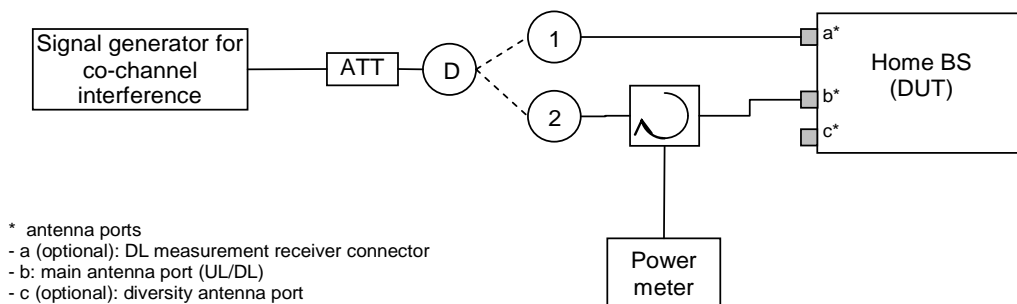 Signal generator for
co-channel
interference
ATT
D
1
2
a*
b*
c*
Home BS
(DUT)
Power
meter
* antenna ports
- a (optional): DL measurement receiver connector
- b: main antenna port (UL/DL)
- c (optional): diversity antenna port